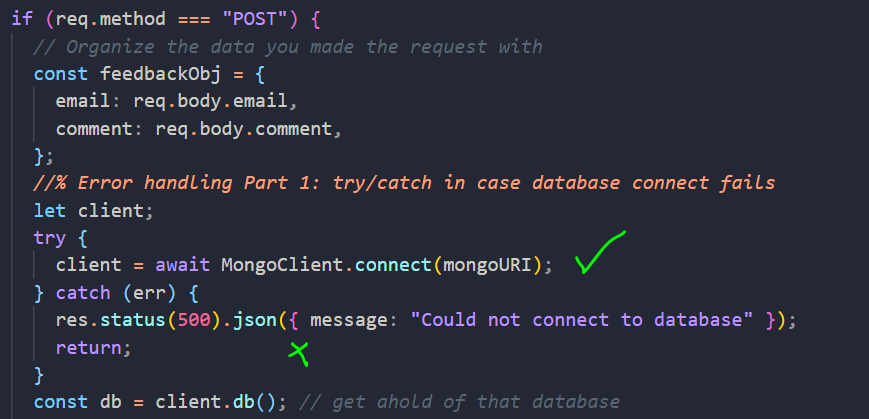 if (req.method === "POST") {
// Organize the data you made the request with
const feedbackObj = {
email: req.body.email,
comment: req.body.comment,
};
//% Error handling Part 1: try/catch in case database connect fails
let client;
try {
client = await MongoClient.connect(mongoURI);
} catch (err) {
res.status(500).json({ message: "Could not connect to database" });
return;
}
const db = client.db(); // get ahold of that database